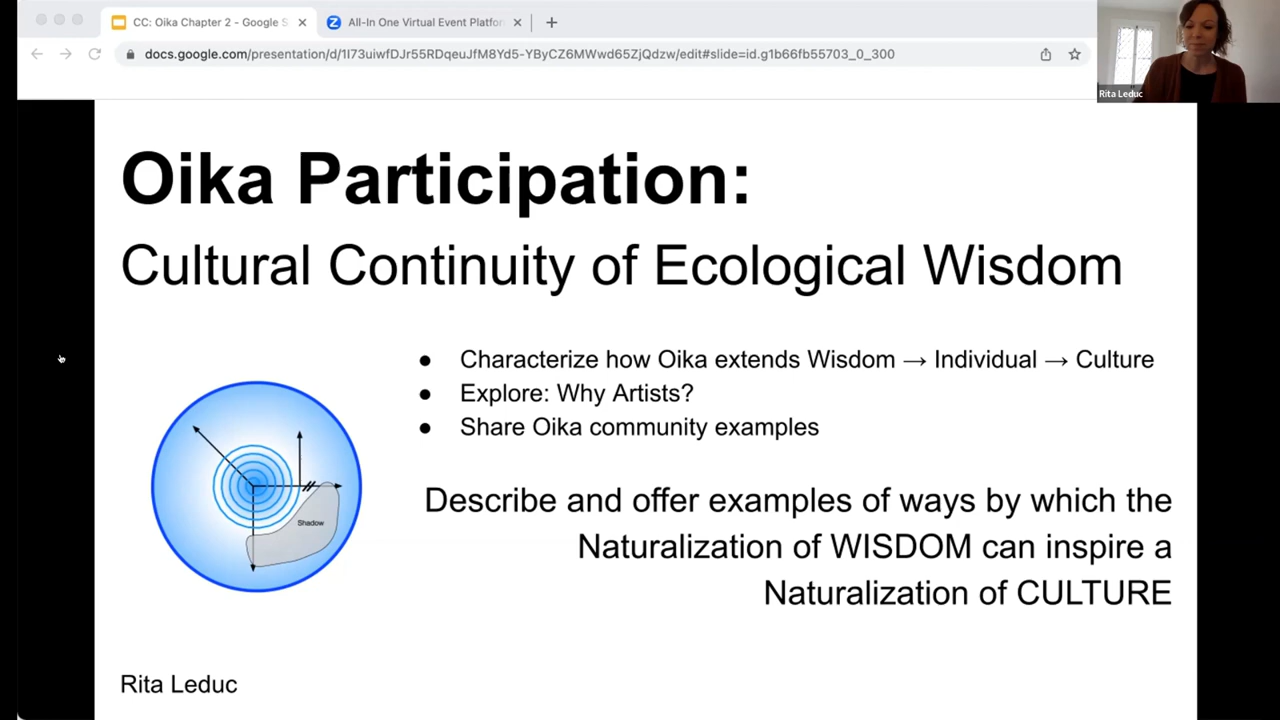 CC: Oika Chapter 2 - Google S
All-In One Virtual Event Platfor
docs.google.com/presentation/d/1I73uiwfDJr55RDqeuJfM8Yd5-YByCZ6MWwd65ZjQdzw/edit#slide=id.g1b66fb55703_0_300
Rita Leduc
Oika Participation:
Cultural Continuity of Ecological Wisdom
● Characterize how Oika extends Wisdom → Individual → Culture
● Explore: Why Artists?
● Share Oika community examples
Shadow
Describe and offer examples of ways by which the
Naturalization of WISDOM can inspire a
Naturalization of CULTURE
Rita Leduc